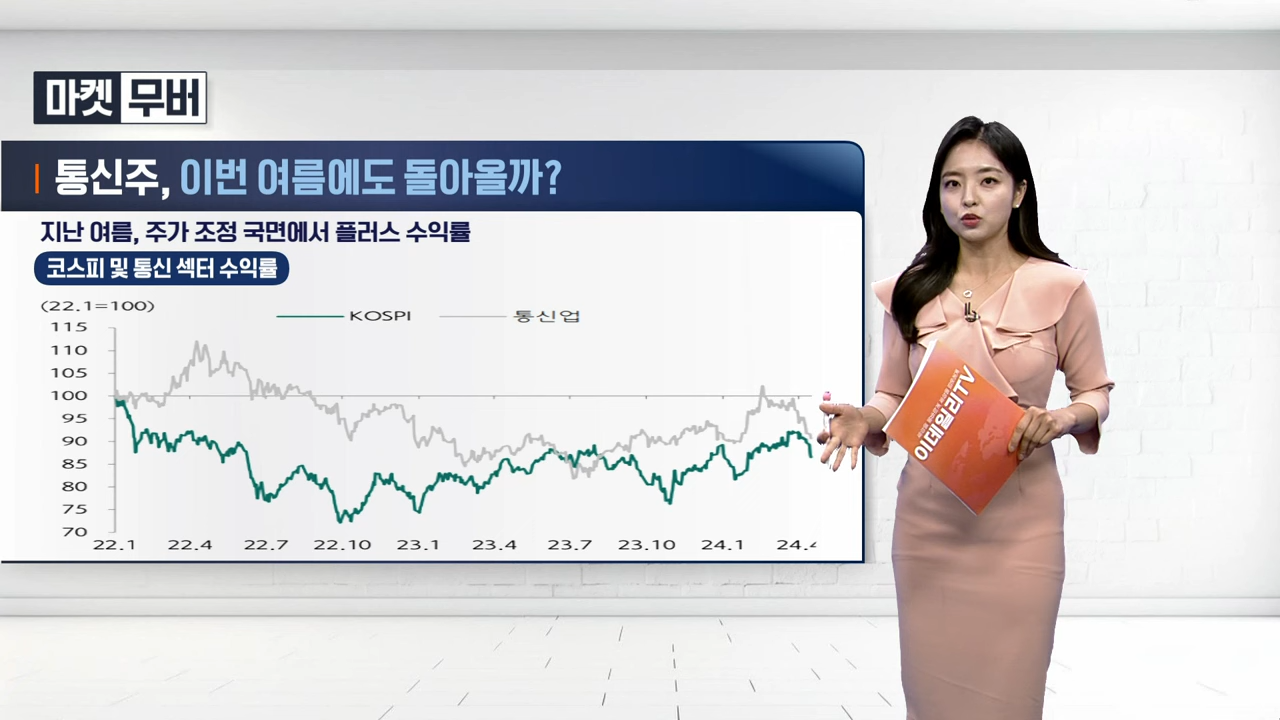 마켓 무버
통신주, 이번 여름에도 돌아올까?
지난 여름, 주가 조정 국면에서 플러스 수익률
코스피 및 통신 섹터 수익률
(22.1=100)
KOSPI 통신업
115
110
105
100
95
90
85
80
75
70
22.1 22.4 22.7 22.10 23.1 23.4 23.7 23.10 24.1 24.4
이데일리TV